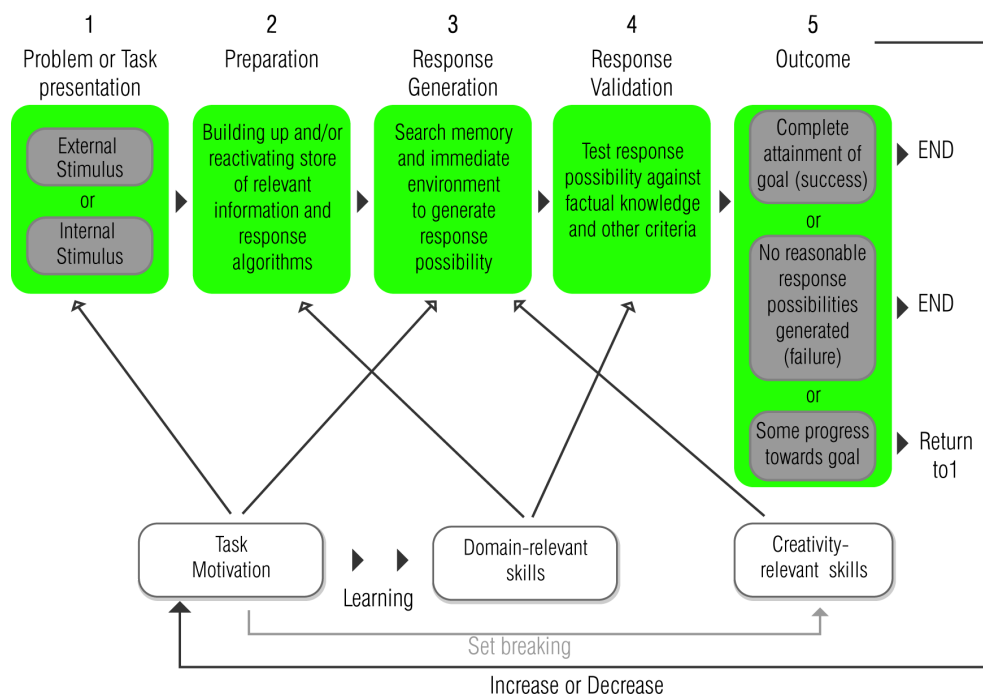 1
Problem or Task
presentation
External
Stimulus
or
Internal
Stimulus
2
Preparation
Building up and/or
reactivating store
of relevant
information and
response
algorithms
3
Response
Generation
Search memory
and immediate
environment
to generate
response
possibility
4
Response
Validation
Test response
possibility against
factual knowledge
and other criteria
5
Outcome
Complete
attainment of
goal (success)
END
or
No reasonable
response
possibilities
generated
(failure)
END
or
Some progress
towards goal
Return
to1
Task
Motivation
Learning
Domain-relevant
skills
Creativity-
relevant skills
Set breaking
Increase or Decrease